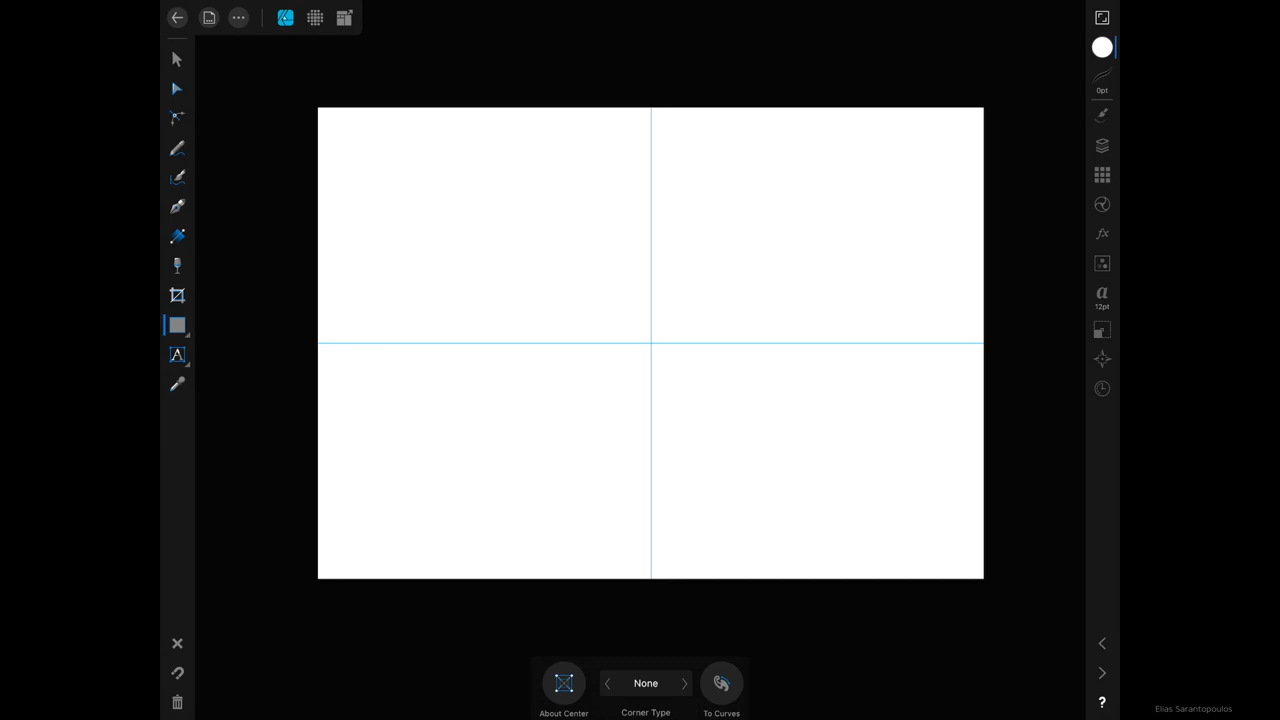 0pt
fx
a
12pt
A
None
About Center
Corner Type
To Curves
?
Elias Sarantopoulos